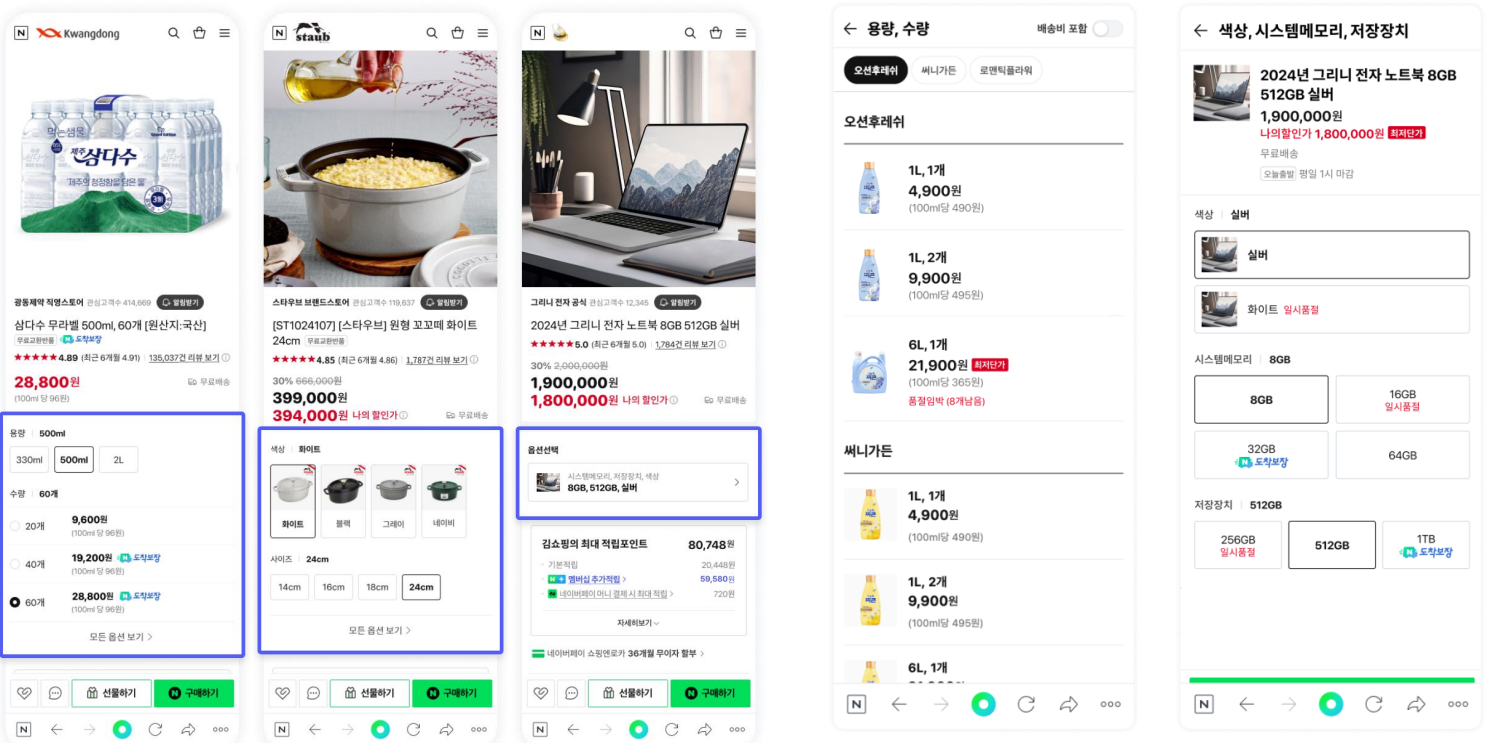 N Kwangdong
먹는샘물
제주 삼다수
제주의 청정함을 담은 물
광동제약 직영스토어 관심고객수 414,669 알림받기
삼다수 무라벨 500ml, 60개 [원산지:국산]
무료교환반품 N 도착보장
★★★★★4.89 (최근 6개월 4.91) 135,037건 리뷰 보기
28,800원 무료배송
(100ml 당 96원)
용량 500ml
330ml 500ml 2L
수량 60개
20개 9,600원
(100ml 당 96원)
40개 19,200원 N 도착보장
(100ml 당 96원)
60개 28,800원 N 도착보장
(100ml 당 96원)
모든 옵션 보기 >
선물하기 N 구매하기
N
N staub
스타우브 브랜드스토어 관심고객수 119,637 알림받기
[ST1024107] [스타우브] 원형 꼬꼬떼 화이트
24cm 무료교환반품
★★★★★4.85 (최근 6개월 4.86) 1,787건 리뷰 보기
30% 666,000원
399,000원
394,000원 나의 할인가 무료배송
색상 화이트
화이트 블랙 그레이 네이비
사이즈 24cm
14cm 16cm 18cm 24cm
모든 옵션 보기 >
선물하기 N 구매하기
N
N
그리니 전자 공식 관심고객수 12,345 알림받기
2024년 그리니 전자 노트북 8GB 512GB 실버
★★★★★5.0 (최근 6개월 5.0) 1,784건 리뷰 보기
30% 2,000,000원
1,900,000원
1,800,000원 나의 할인가 무료배송
옵션선택
시스템메모리, 저장장치, 색상
8GB, 512GB, 실버
김쇼핑의 최대 적립포인트 80,748원
· 기본적립 20,448원
· N+ 멤버십 추가적립 > 59,580원
· 네이버페이 머니 결제 시 최대 적립 > 720원
자세히보기
네이버페이 쇼핑엔로카 36개월 무이자 할부 >
선물하기 N 구매하기
N
← 용량, 수량 배송비 포함
오션후레쉬 써니가든 로맨틱플라워
오션후레쉬
1L, 1개
4,900원
(100ml당 490원)
1L, 2개
9,900원
(100ml당 495원)
6L, 1개
21,900원 최저단가
(100ml당 365원)
품절임박 (8개남음)
써니가든
1L, 1개
4,900원
(100ml당 490원)
1L, 2개
9,900원
(100ml당 495원)
6L, 1개
N
← 색상, 시스템메모리, 저장장치
2024년 그리니 전자 노트북 8GB
512GB 실버
1,900,000원
나의할인가 1,800,000원 최저단가
무료배송
오늘출발 평일 1시 마감
색상 실버
실버
화이트 일시품절
시스템메모리 8GB
8GB 16GB
일시품절
32GB
N 도착보장 64GB
저장장치 512GB
256GB
일시품절 512GB 1TB
N 도착보장
N